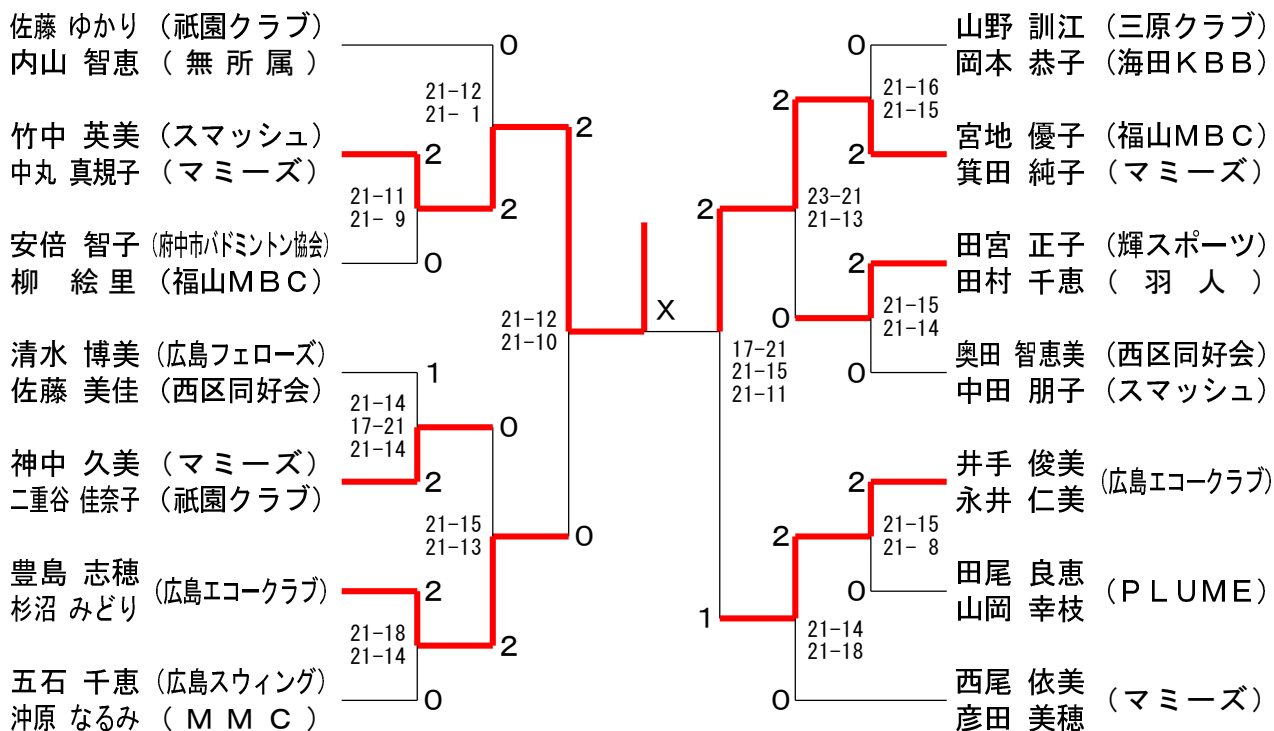 佐藤 ゆかり (祇園クラブ)
内山 智恵 (無所属)
竹中 英美 (スマッシュ)
中丸 真規子 (マミーズ)
安倍 智子 (府中市バドミントン協会)
柳 絵里 (福山MBC)
清水 博美 (広島フェローズ)
佐藤 美佳 (西区同好会)
神中 久美 (マミーズ)
二重谷 佳奈子 (祇園クラブ)
豊島 志穂
杉沼 みどり
(広島エコークラブ)
五石 千恵 (広島スウィング)
沖原 なるみ (MMC)
0
21-12
21- 1
2
2
21-11
21- 9
2
0
21-12
21-10
1
21-14
17-21
21-14
0
2
21-15
21-13
0
2
21-18
21-14
2
0
X
0
21-16
21-15
2
2
23-21
21-13
2
2
21-15
21-14
0
0
17-21
21-15
21-11
2
21-15
21- 8
2
0
1
21-14
21-18
0
山野 訓江 (三原クラブ)
岡本 恭子 (海田KBB)
宮地 優子 (福山MBC)
箕田 純子 (マミーズ)
田宮 正子 (輝スポーツ)
田村 千恵 (羽人)
奥田 智恵美 (西区同好会)
中田 朋子 (スマッシュ)
井手 俊美
永井 仁美
(広島エコークラブ)
田尾 良恵
山岡 幸枝
(PLUME)
西尾 依美
彦田 美穂
(マミーズ)